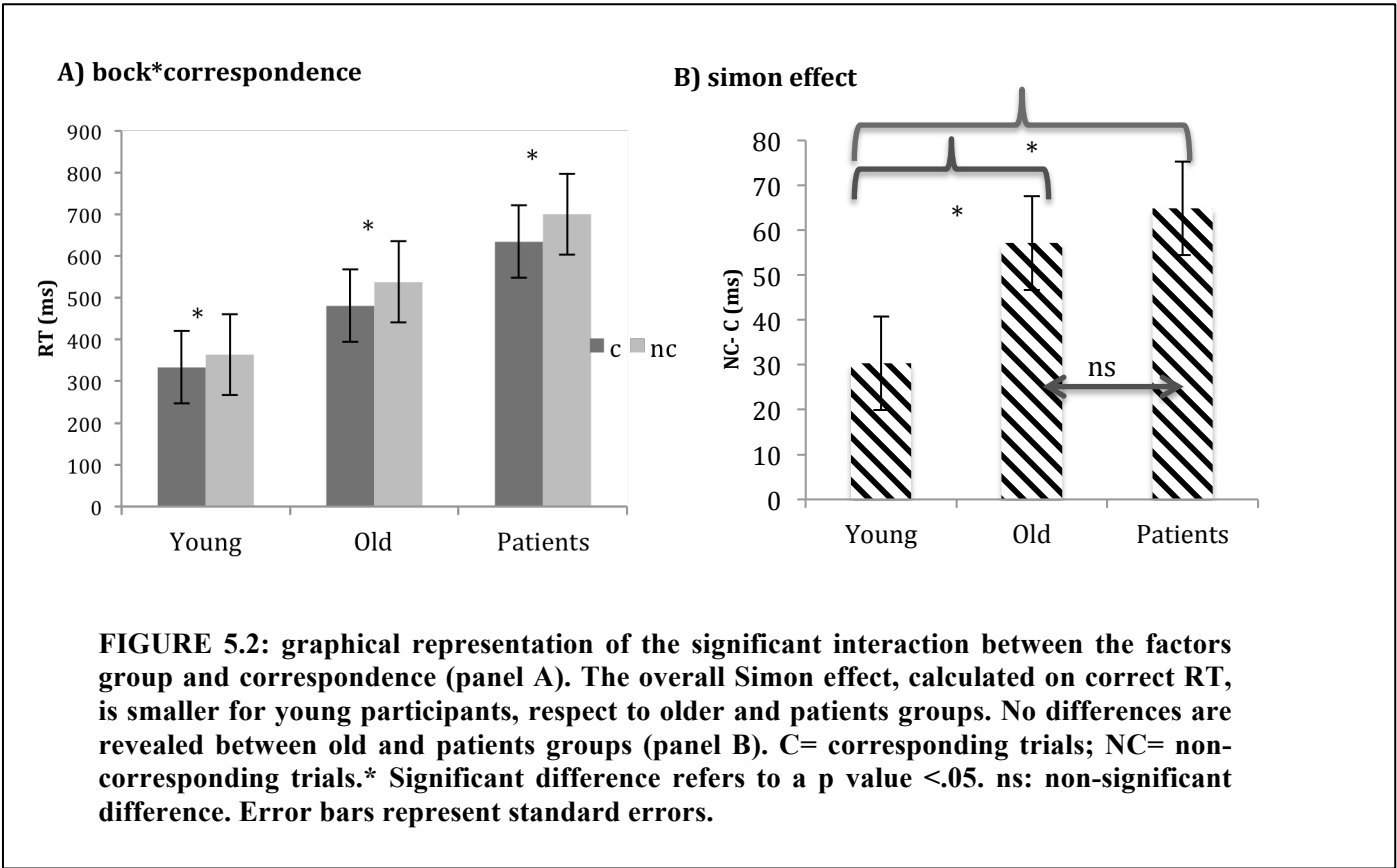 A) bock*correspondence
900
800
700
600
500
400
300
200
100
0
RT (ms)
*
*
*
c nc
Young Old Patients
B) simon effect
80
70
60
50
40
30
20
10
0
NC- C (ms)
*
*
ns
Young Old Patients
FIGURE 5.2: graphical representation of the significant interaction between the factors
group and correspondence (panel A). The overall Simon effect, calculated on correct RT,
is smaller for young participants, respect to older and patients groups. No differences are
revealed between old and patients groups (panel B). C= corresponding trials; NC= non-
corresponding trials.* Significant difference refers to a p value <.05. ns: non-significant
difference. Error bars represent standard errors.